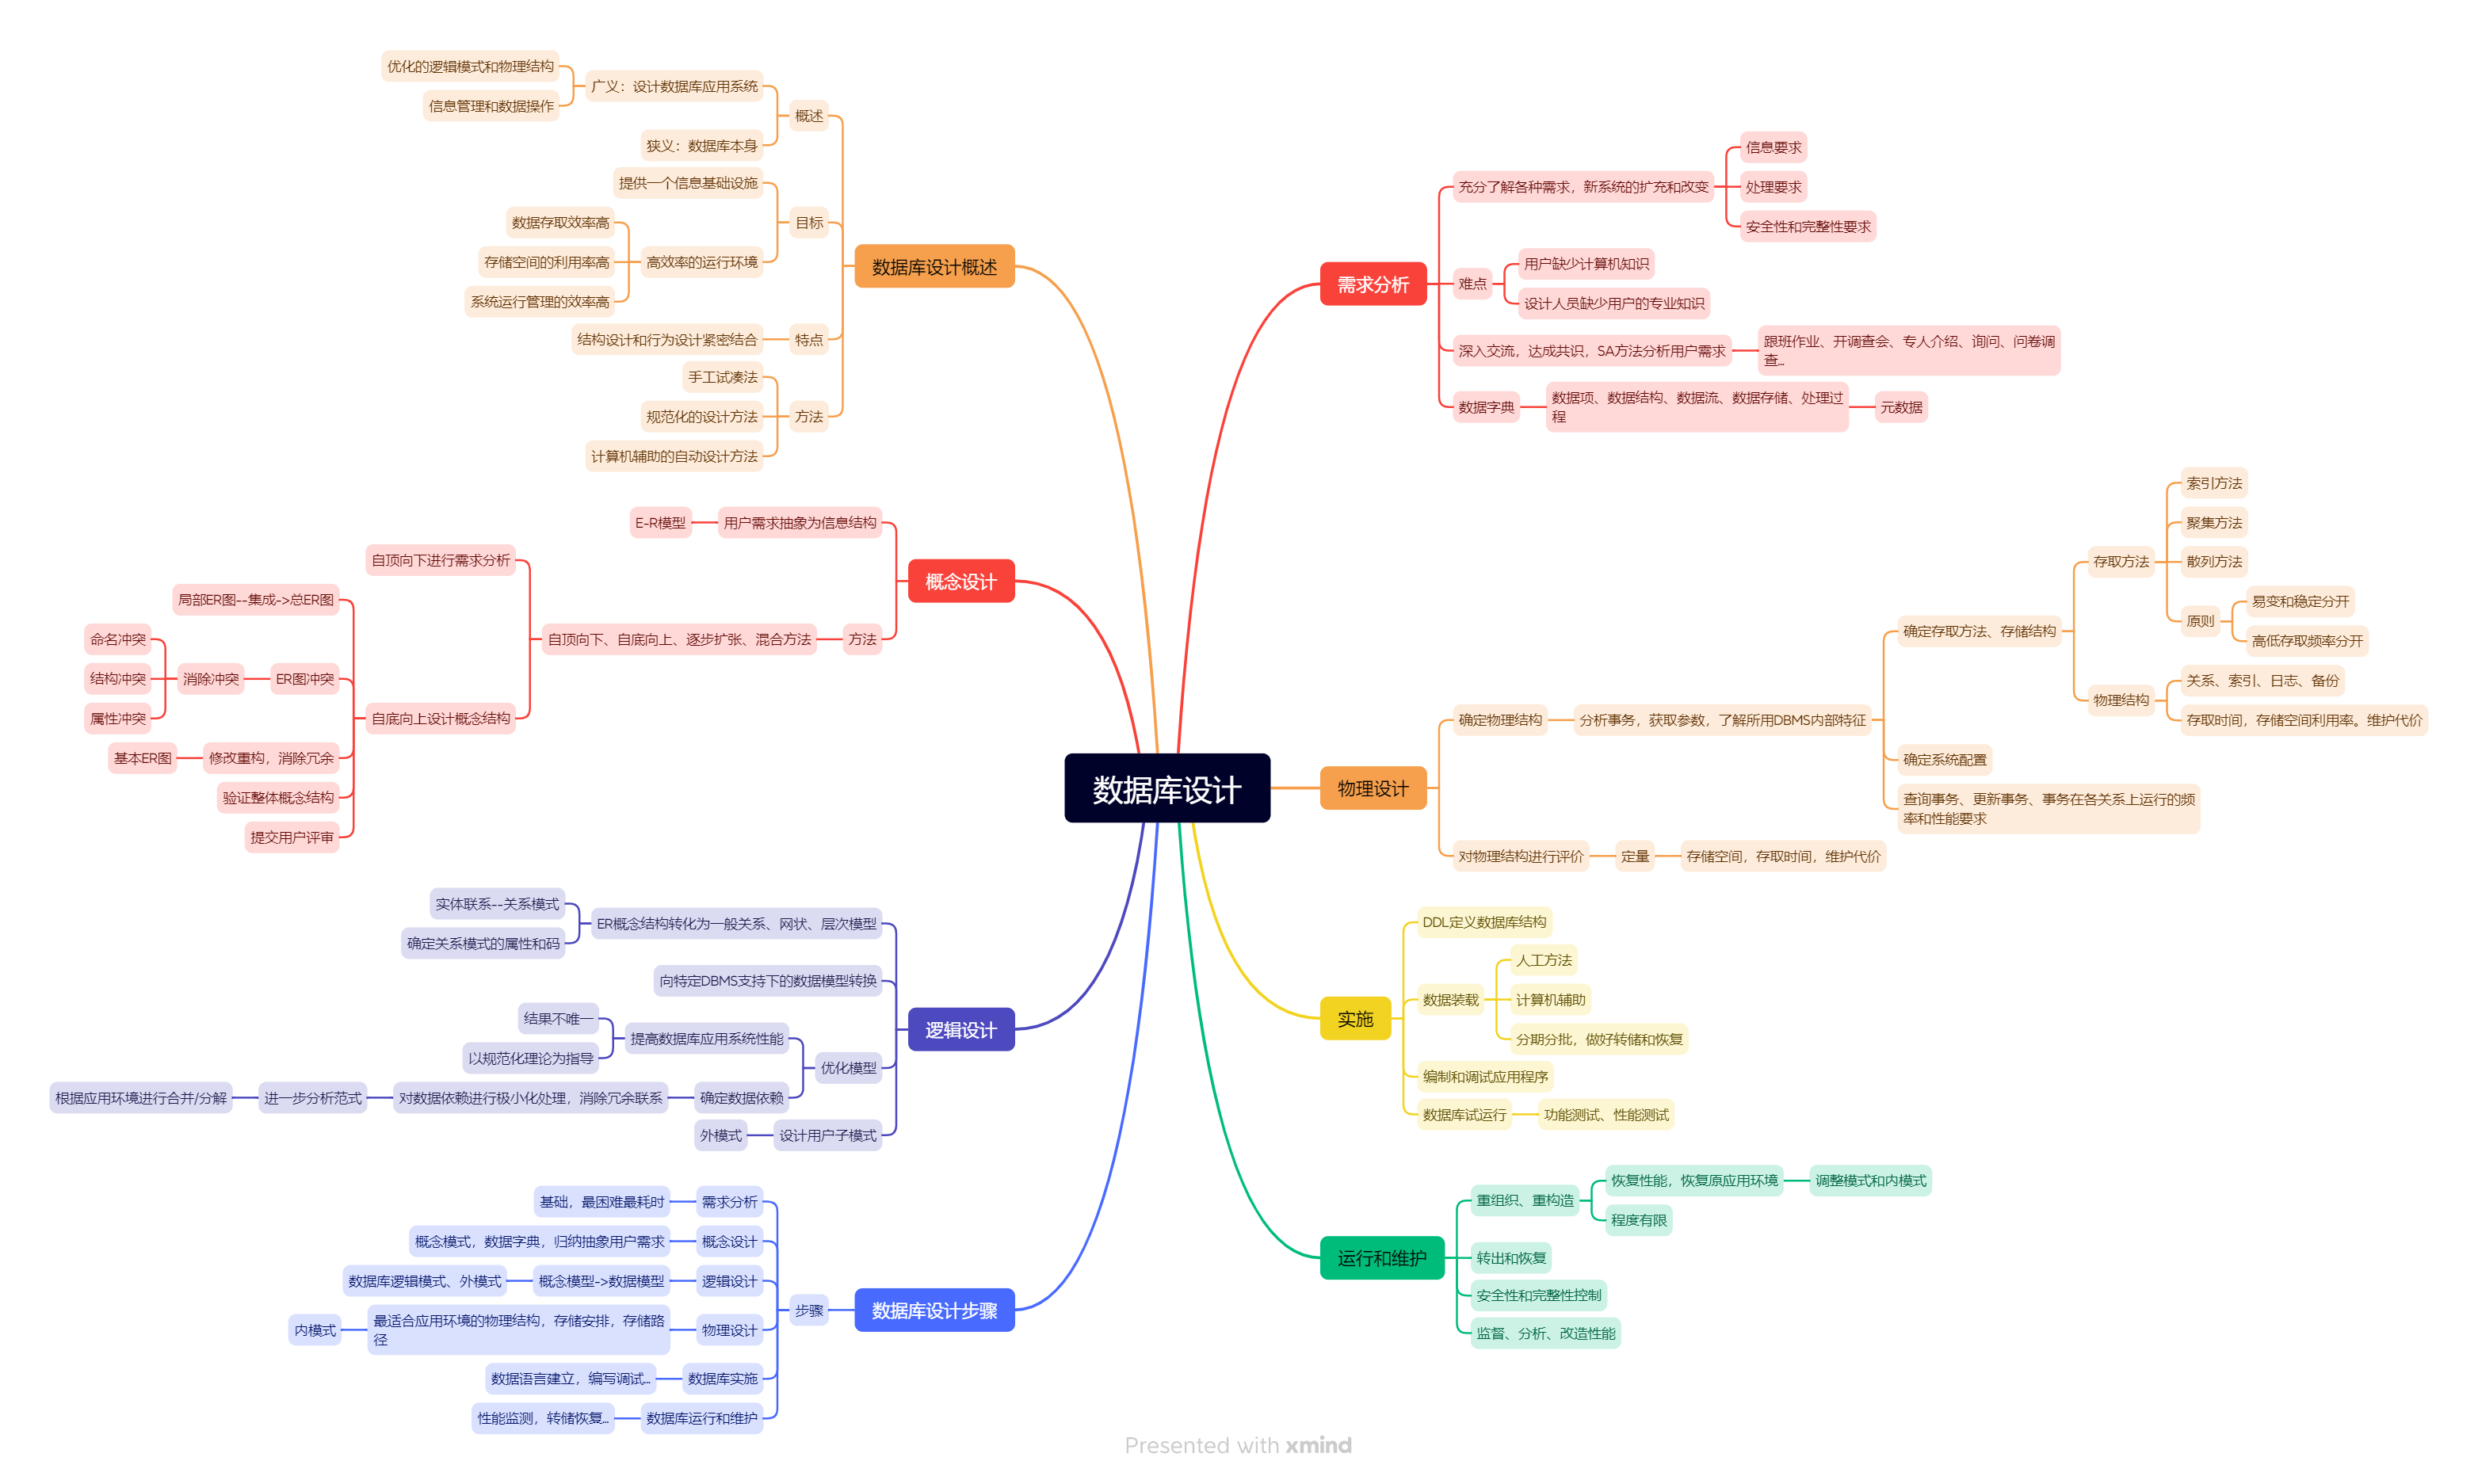 数据库设计
需求分析
充分了解各种需求，新系统的扩充和改变
信息要求
处理要求
安全性和完整性要求
难点
用户缺少计算机知识
设计人员缺少用户的专业知识
深入交流，达成共识，SA方法分析用户需求
跟班作业、开调查会、专人介绍、询问、问卷调
查...
数据字典
数据项、数据结构、数据流、数据存储、处理过
程
元数据
物理设计
确定物理结构
分析事务，获取参数，了解所用DBMS内部特征
确定存取方法、存储结构
存取方法
索引方法
聚集方法
散列方法
原则
易变和稳定分开
高低存取频率分开
物理结构
关系、索引、日志、备份
存取时间，存储空间利用率。维护代价
确定系统配置
查询事务、更新事务、事务在各关系上运行的频
率和性能要求
对物理结构进行评价
定量
存储空间，存取时间，维护代价
实施
DDL定义数据库结构
数据装载
人工方法
计算机辅助
分期分批，做好转储和恢复
编制和调试应用程序
数据库试运行
功能测试、性能测试
运行和维护
重组织、重构造
恢复性能，恢复原应用环境
调整模式和内模式
程度有限
转出和恢复
安全性和完整性控制
监督、分析、改造性能
数据库设计概述
概述
广义：设计数据库应用系统
优化的逻辑模式和物理结构
信息管理和数据操作
狭义：数据库本身
目标
提供一个信息基础设施
高效率的运行环境
数据存取效率高
存储空间的利用率高
系统运行管理的效率高
特点
结构设计和行为设计紧密结合
方法
手工试凑法
规范化的设计方法
计算机辅助的自动设计方法
概念设计
用户需求抽象为信息结构
E-R模型
方法
自顶向下、自底向上、逐步扩张、混合方法
自顶向下进行需求分析
自底向上设计概念结构
局部ER图--集成->总ER图
ER图冲突
消除冲突
命名冲突
结构冲突
属性冲突
修改重构，消除冗余
基本ER图
验证整体概念结构
提交用户评审
逻辑设计
ER概念结构转化为一般关系、网状、层次模型
实体联系--关系模式
确定关系模式的属性和码
向特定DBMS支持下的数据模型转换
优化模型
提高数据库应用系统性能
结果不唯一
以规范化理论为指导
确定数据依赖
对数据依赖进行极小化处理，消除冗余联系
进一步分析范式
根据应用环境进行合并/分解
设计用户子模式
外模式
数据库设计步骤
步骤
需求分析
基础，最困难最耗时
概念设计
概念模式，数据字典，归纳抽象用户需求
逻辑设计
概念模型->数据模型
数据库逻辑模式、外模式
物理设计
最适合应用环境的物理结构，存储安排，存储路
径
内模式
数据库实施
数据语言建立，编写调试...
数据库运行和维护
性能监测，转储恢复...
Presented with xmind